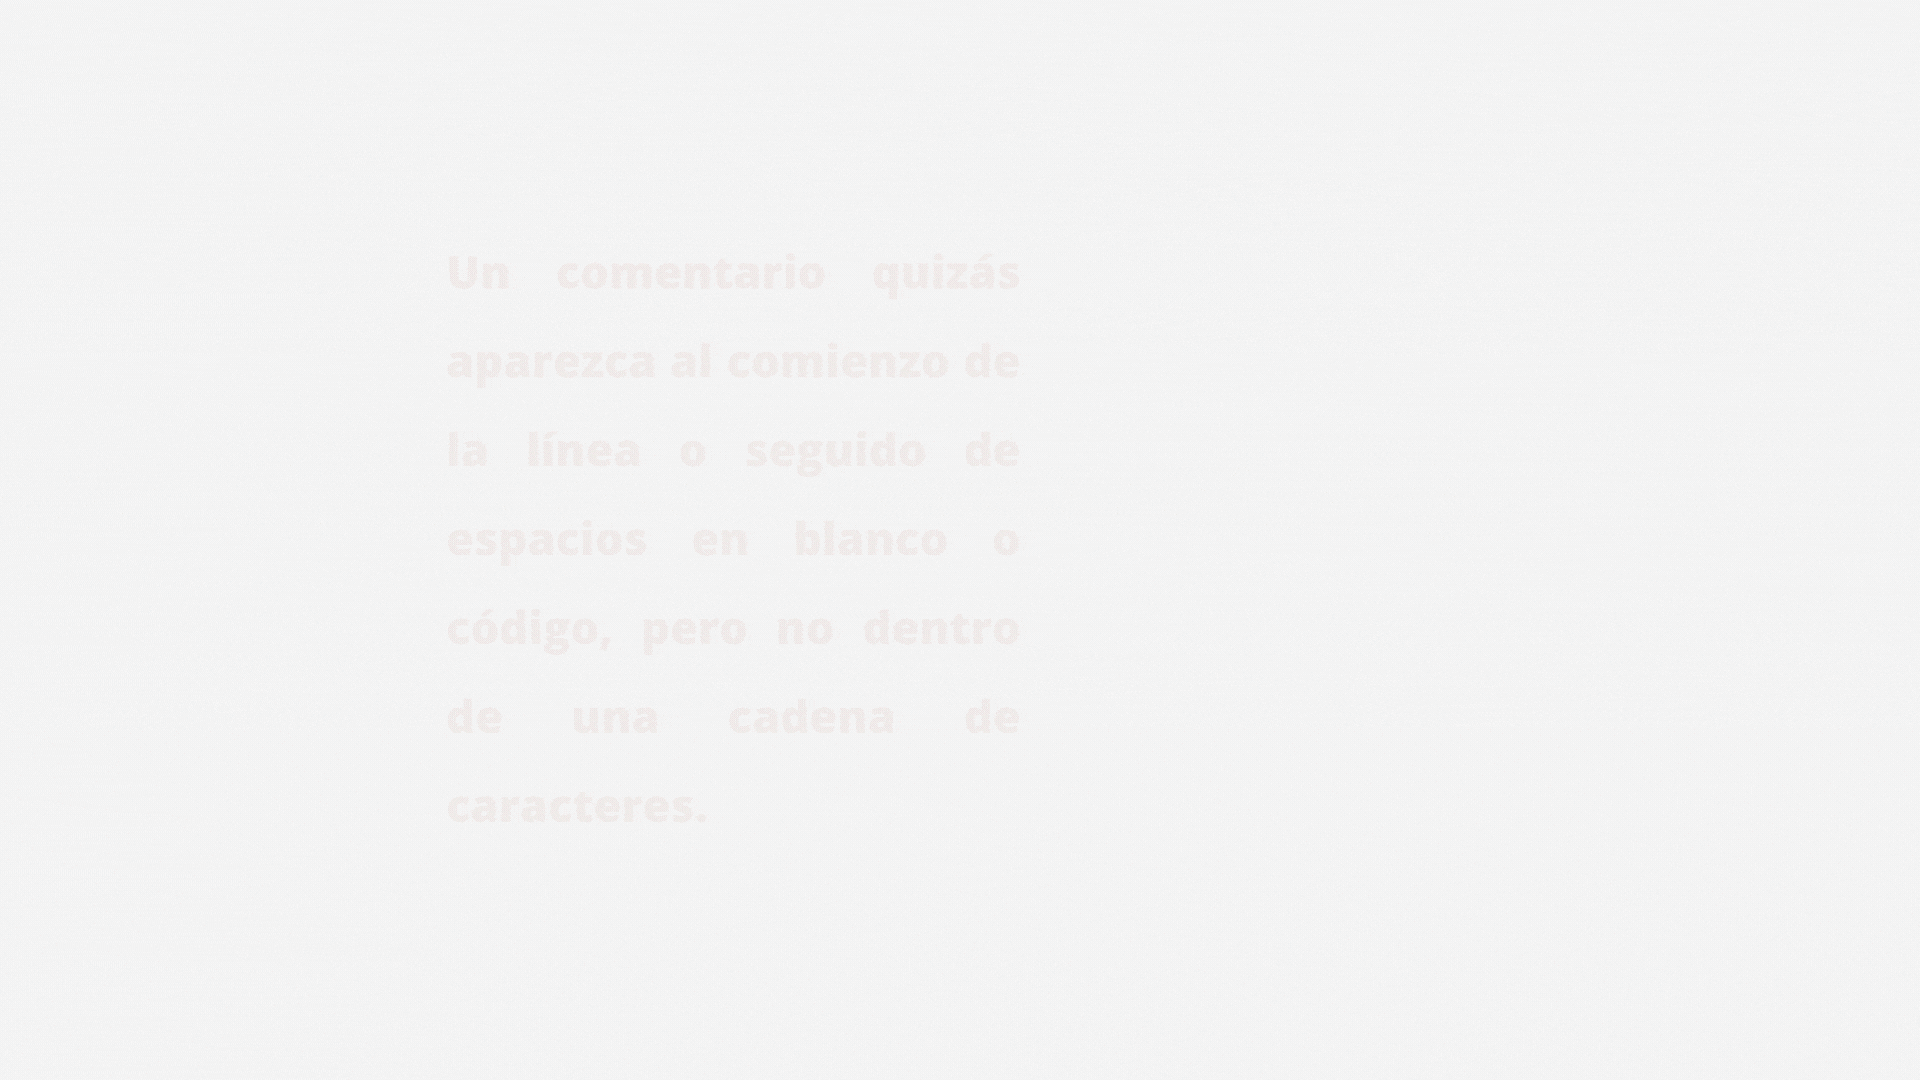 Un comentario quizás
aparezca al comienzo de
la línea o seguido de
espacios en blanco o
código, pero no dentro
de una cadena de
caracteres.